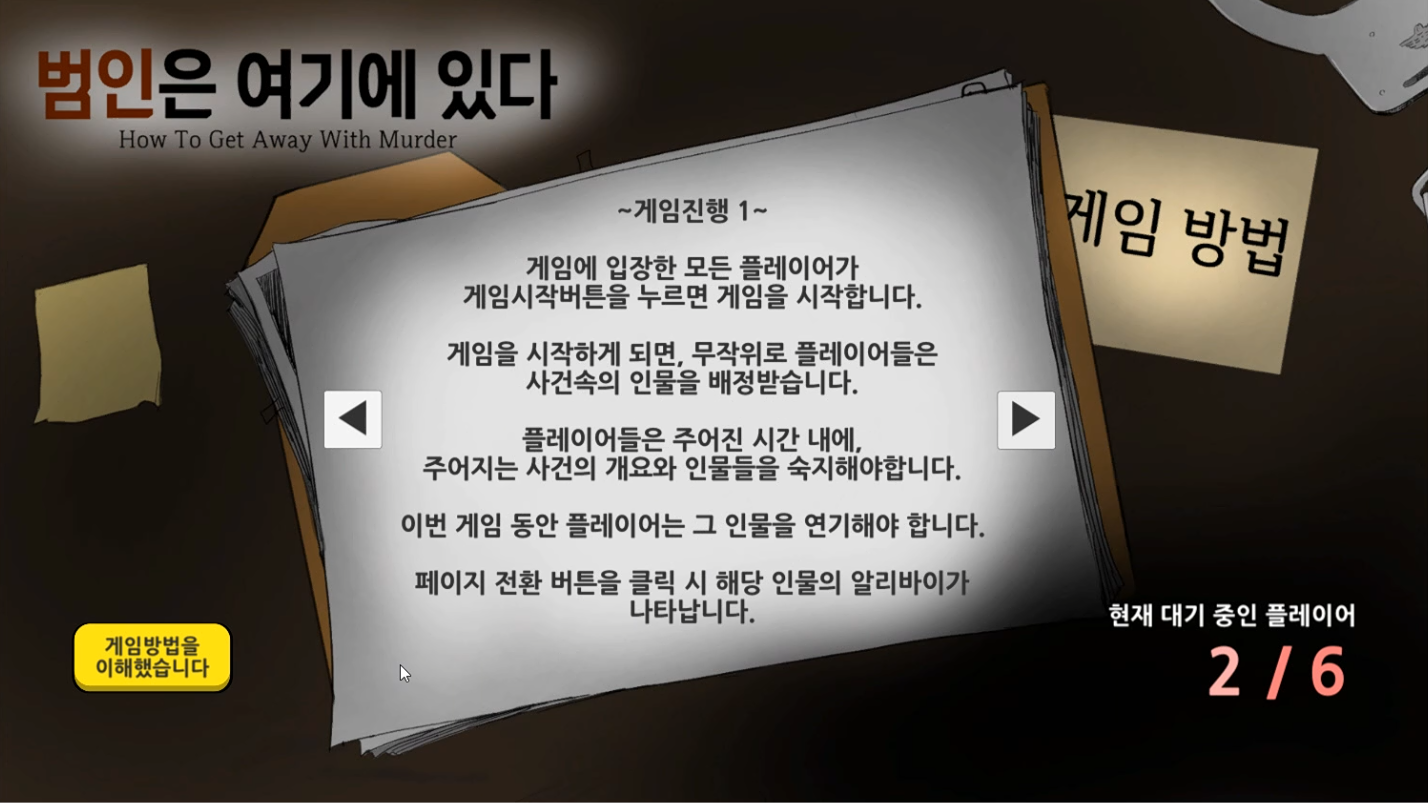 범인은 여기에 있다
How To Get Away With Murder
게임 방법
~게임진행 1~
게임에 입장한 모든 플레이어가
게임시작버튼을 누르면 게임을 시작합니다.
게임을 시작하게 되면, 무작위로 플레이어들은
사건속의 인물을 배정받습니다.
플레이어들은 주어진 시간 내에,
주어지는 사건의 개요와 인물들을 숙지해야합니다.
이번 게임 동안 플레이어는 그 인물을 연기해야 합니다.
페이지 전환 버튼을 클릭 시 해당 인물의 알리바이가
나타납니다.
게임방법을
이해했습니다
현재 대기 중인 플레이어
2 / 6